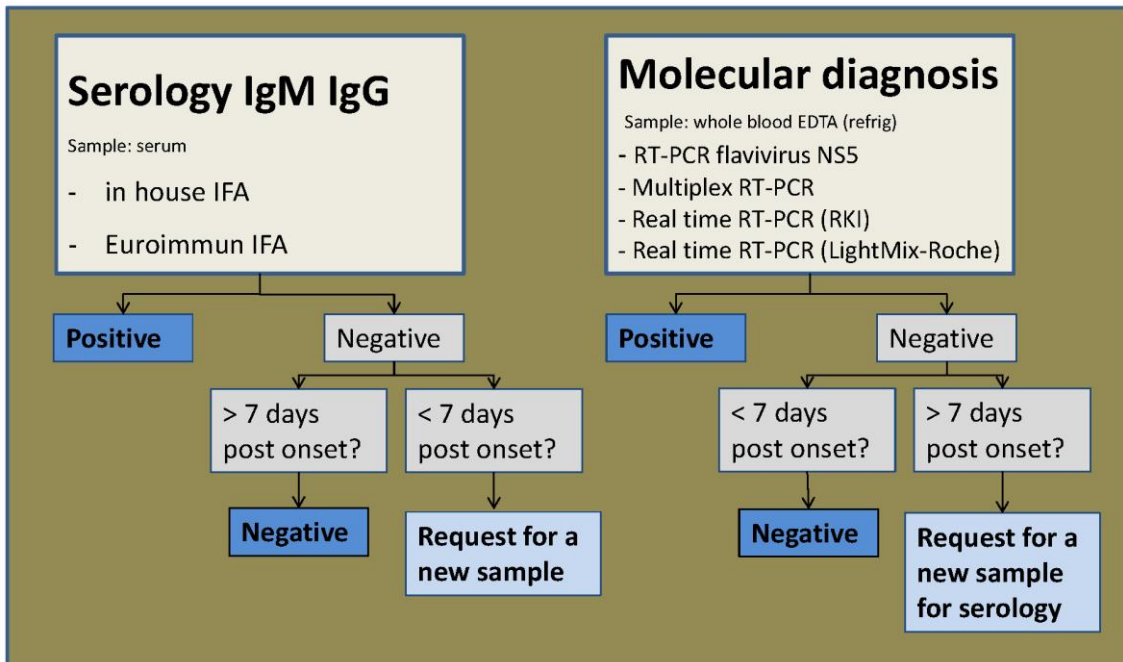 Serology IgM IgG
Sample: serum
- in house IFA
- Euroimmun IFA
Positive
Negative
> 7 days
post onset?
< 7 days
post onset?
Negative
Request for a
new sample
Molecular diagnosis
Sample: whole blood EDTA (refrig)
- RT-PCR flavivirus NS5
- Multiplex RT-PCR
- Real time RT-PCR (RKI)
- Real time RT-PCR (LightMix-Roche)
Positive
Negative
< 7 days
post onset?
> 7 days
post onset?
Negative
Request for a
new sample
for serology